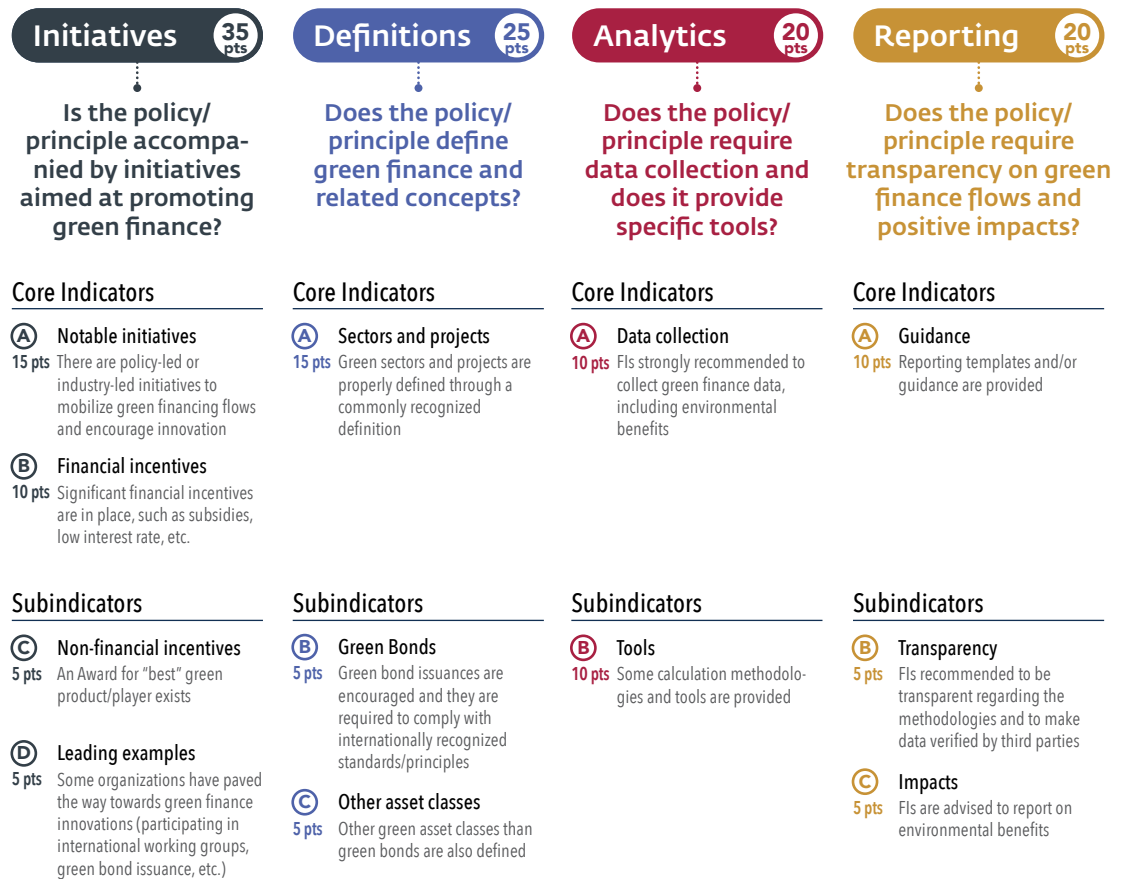 Initiatives
35
pts
Is the policy/
principle accompa-
nied by initiatives
aimed at promoting
green finance?
Core Indicators
A
Notable initiatives
15 pts
There are policy-led or
industry-led initiatives to
mobilize green financing flows
and encourage innovation
B
Financial incentives
10 pts
Significant financial incentives
are in place, such as subsidies,
low interest rate, etc.
Subindicators
C
Non-financial incentives
5 pts
An Award for “best” green
product/player exists
D
Leading examples
5 pts
Some organizations have paved
the way towards green finance
innovations (participating in
international working groups,
green bond issuance, etc.)
Definitions
25
pts
Does the policy/
principle define
green finance and
related concepts?
Core Indicators
A
Sectors and projects
15 pts
Green sectors and projects are
properly defined through a
commonly recognized
definition
Subindicators
B
Green Bonds
5 pts
Green bond issuances are
encouraged and they are
required to comply with
internationally recognized
standards/principles
C
Other asset classes
5 pts
Other green asset classes than
green bonds are also defined
Analytics
20
pts
Does the policy/
principle require
data collection and
does it provide
specific tools?
Core Indicators
A
Data collection
10 pts
FIs strongly recommended to
collect green finance data,
including environmental
benefits
Subindicators
B
Tools
10 pts
Some calculation methodolo-
gies and tools are provided
Reporting
20
pts
Does the policy/
principle require
transparency on green
finance flows and
positive impacts?
Core Indicators
A
Guidance
10 pts
Reporting templates and/or
guidance are provided
Subindicators
B
Transparency
5 pts
FIs recommended to be
transparent regarding the
methodologies and to make
data verified by third parties
C
Impacts
5 pts
FIs are advised to report on
environmental benefits